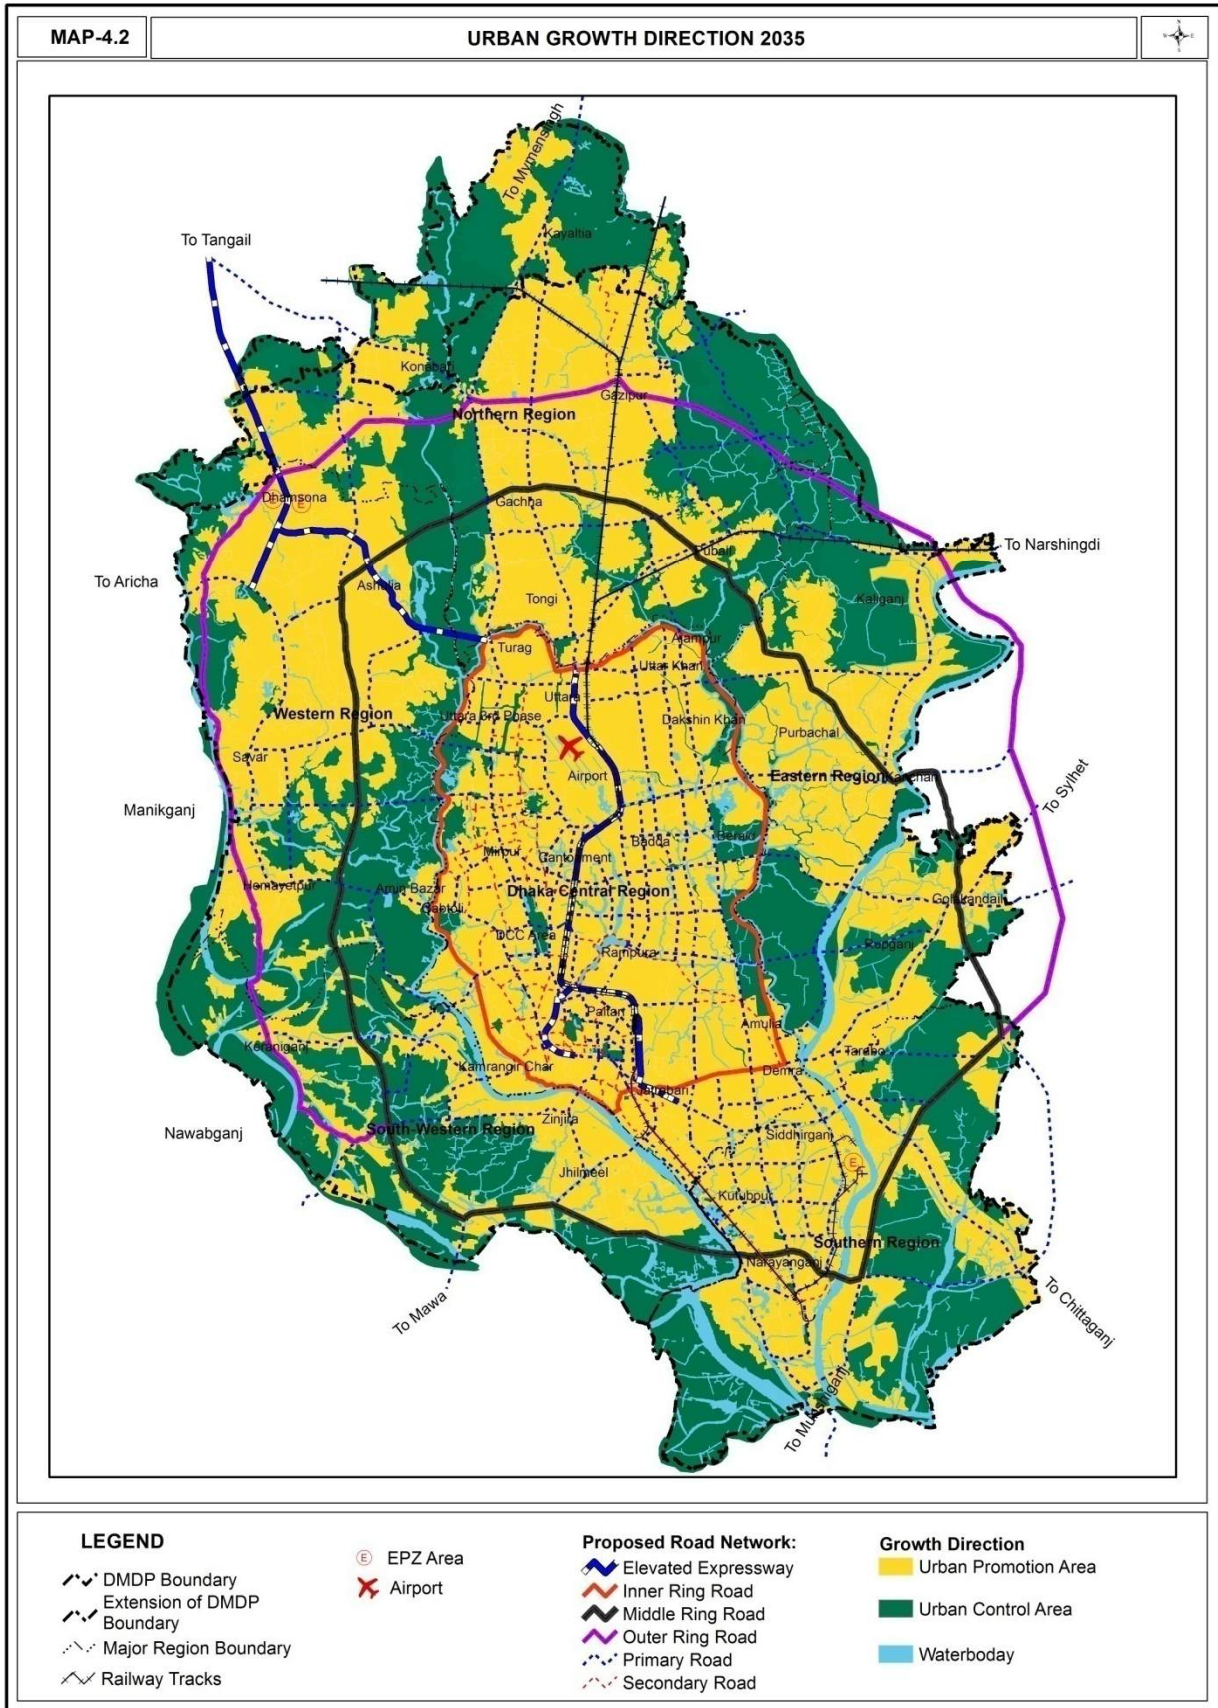 MAP-4.2
URBAN GROWTH DIRECTION 2035
N
W
E
S
To Mymensingh
To Tangail
Kayaltia
Konabari
Gazipur
Northern Region
Dhamsona
E
E
Gachha
To Narshingdi
Pubail
To Aricha
Ashulia
Tongi
Kaliganj
Turag
Ajampur
Uttar Khan
Uttara
Western Region
Uttara 3rd Phase
Dakshin Khan
Purbachal
Savar
Airport
Eastern Region
Kanchan
Manikganj
To Sylhet
Badda
Beraid
Mirpur
Cantonment
Hemayetpur
Amin Bazar
Dhaka Central Region
Golakandail
Gabtoli
DCC Area
Rampura
Rupganj
Paltan
Amulia
Keraniganj
Tarabo
Kamrangir Char
Demra
Jatrabari
Nawabganj
Zinjira
South-Western Region
Siddhirganj
E
Jhilmeel
Kutubpur
Southern Region
Narayanganj
To Mawa
To Chittaganj
To Munshiganj
LEGEND
DMDP Boundary
Extension of DMDP
Boundary
Major Region Boundary
Railway Tracks
E EPZ Area
Airport
Proposed Road Network:
Elevated Expressway
Inner Ring Road
Middle Ring Road
Outer Ring Road
Primary Road
Secondary Road
Growth Direction
Urban Promotion Area
Urban Control Area
Waterboday